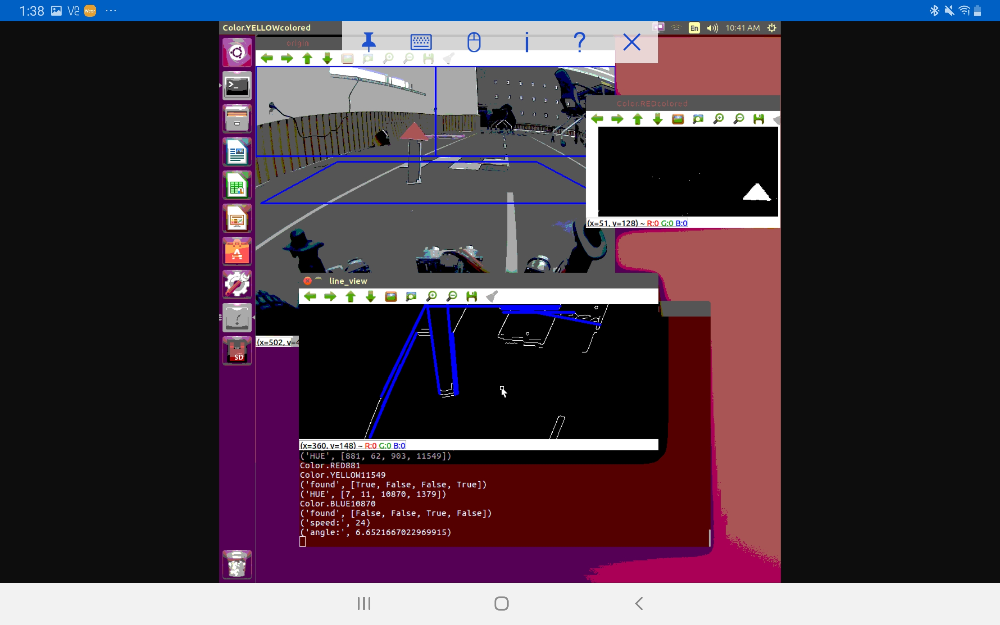 1:38
Wear
Color.YELLOWcolored
En
10:41 AM
origin
Color.REDcolored
(x=51, y=128) ~ R:0 G:0 B:0
line_view
(x=502, y=4
SD
(x=360, y=148) ~ R:0 G:0 B:0
('HUE', [881, 62, 903, 11549])
Color.RED881
Color.YELLOW11549
('found', [True, False, False, True])
('HUE', [7, 11, 10870, 1379])
Color.BLUE10870
('found', [False, False, True, False])
('speed:', 24)
('angle:', 6.6521667022969915)